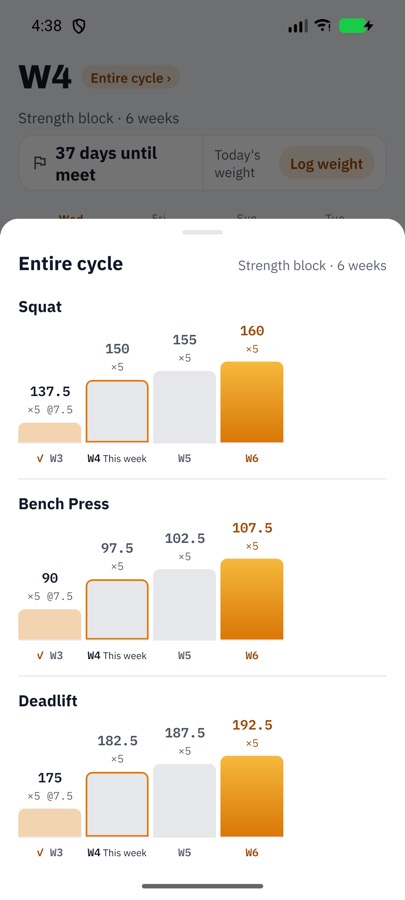 4:38
W4 Entire cycle ›
Strength block · 6 weeks
37 days until
meet
Today's
weight
Log weight
Wed Fri Sun Tue
Entire cycle
Strength block · 6 weeks
Squat
137.5
×5 @7.5
150
×5
155
×5
160
×5
✓ W3
W4 This week
W5
W6
Bench Press
90
×5 @7.5
97.5
×5
102.5
×5
107.5
×5
✓ W3
W4 This week
W5
W6
Deadlift
175
×5 @7.5
182.5
×5
187.5
×5
192.5
×5
✓ W3
W4 This week
W5
W6